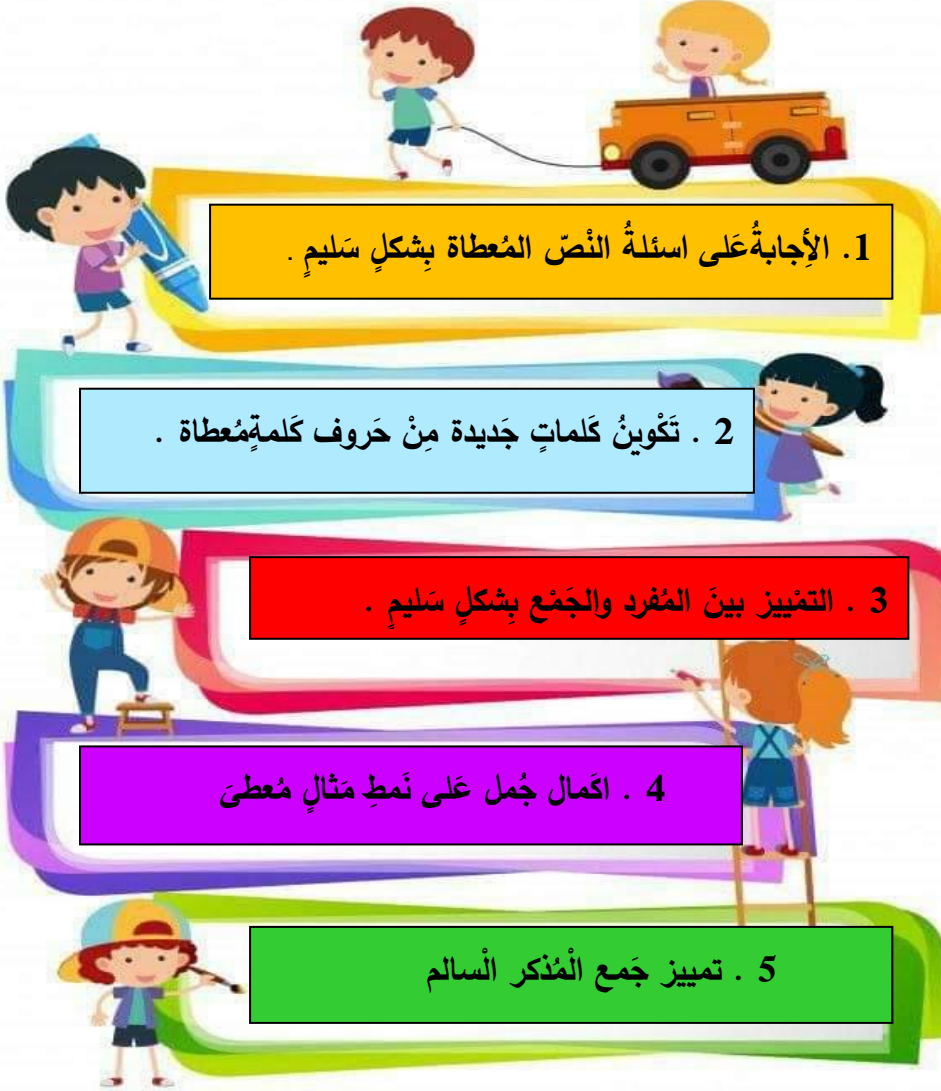 1. الأِجابةُ عَلى اسئلةُ النْصّ المُعطاة بِشكلٍ سَليمٍ .
2 . تَكْوينُ كَلماتٍ جَديدة مِنْ حَروف كَلمةٍمُعطاة .
3 . التمْييز بينَ المُفرد والجَمْع بِشكلٍ سَليمٍ .
4 . اكَمال جُمل عَلى نَمطِ مَثالٍ مُعطىَ
5 . تمييز جَمع الْمُذكر الْسالم